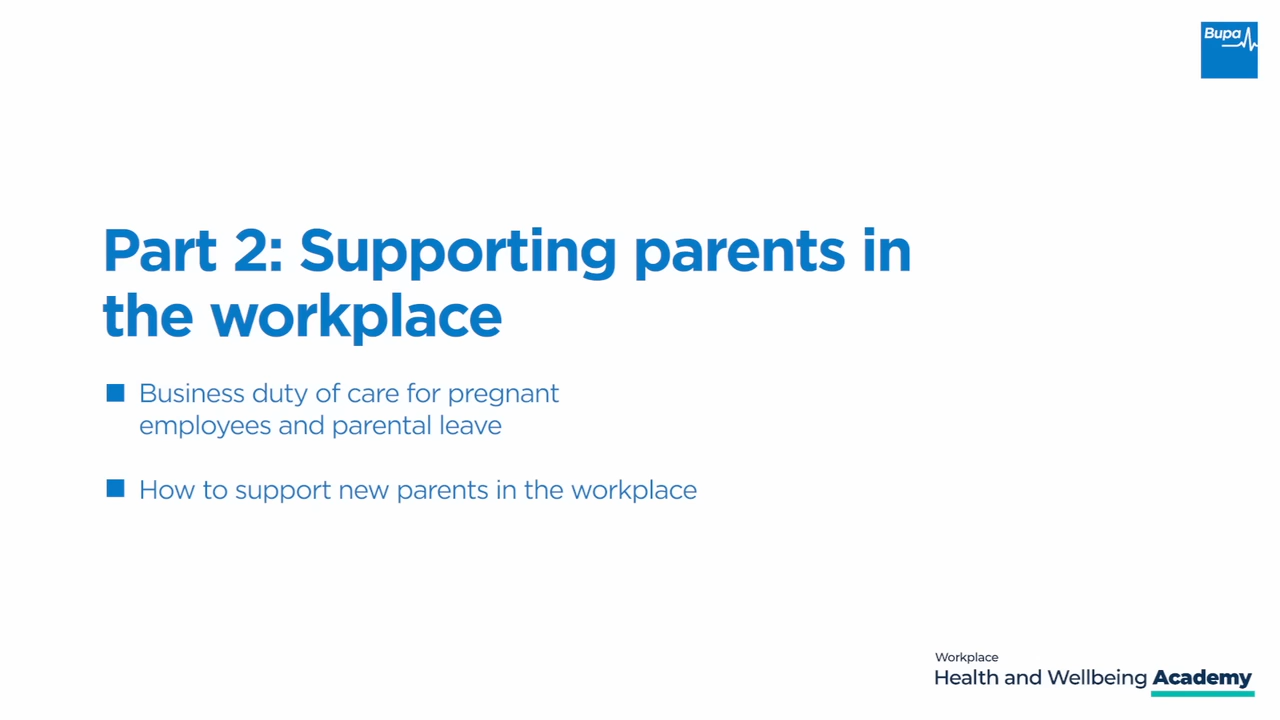 Bupa
Part 2: Supporting parents in
the workplace
Business duty of care for pregnant
employees and parental leave
How to support new parents in the workplace
Workplace
Health and Wellbeing Academy